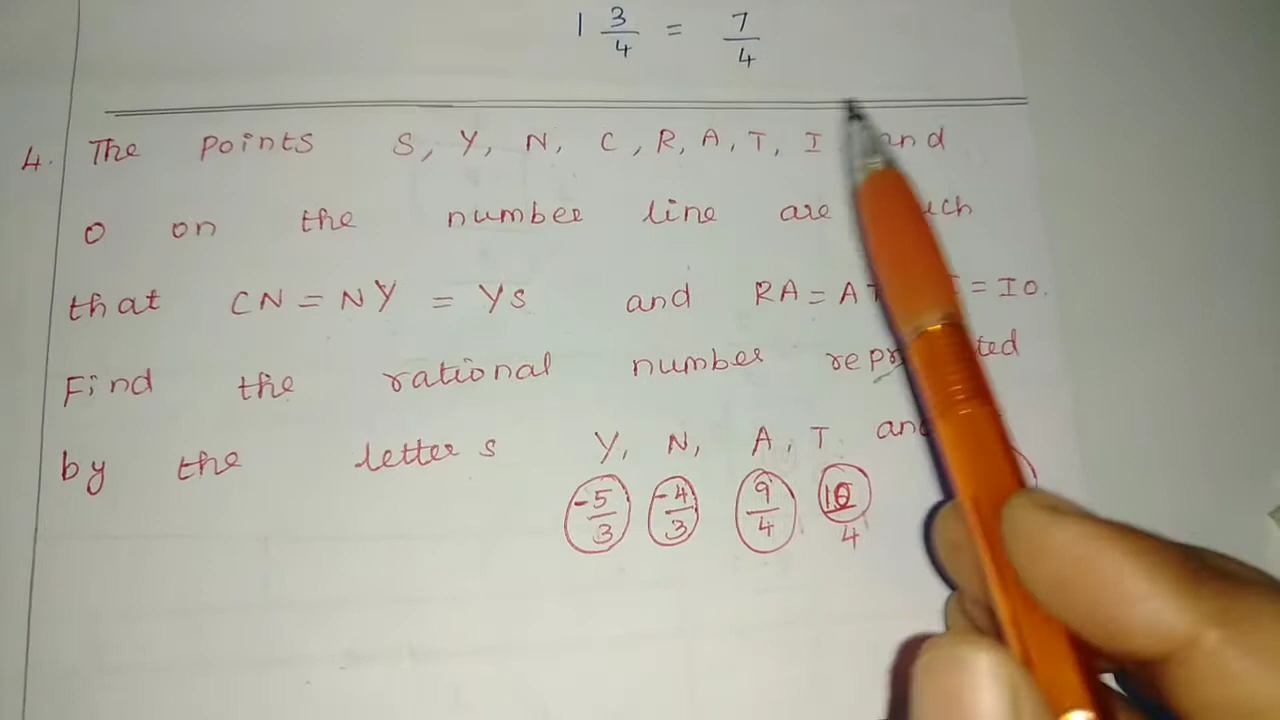 1 3/4 = 7/4
4. The points S, Y, N, C, R, A, T, I and
O on the number line are
that CN = NY = YS and RA = A = IO.
Find the rational number
by the letters Y, N, A, T and
-5/3 -4/3 9/4 10/4